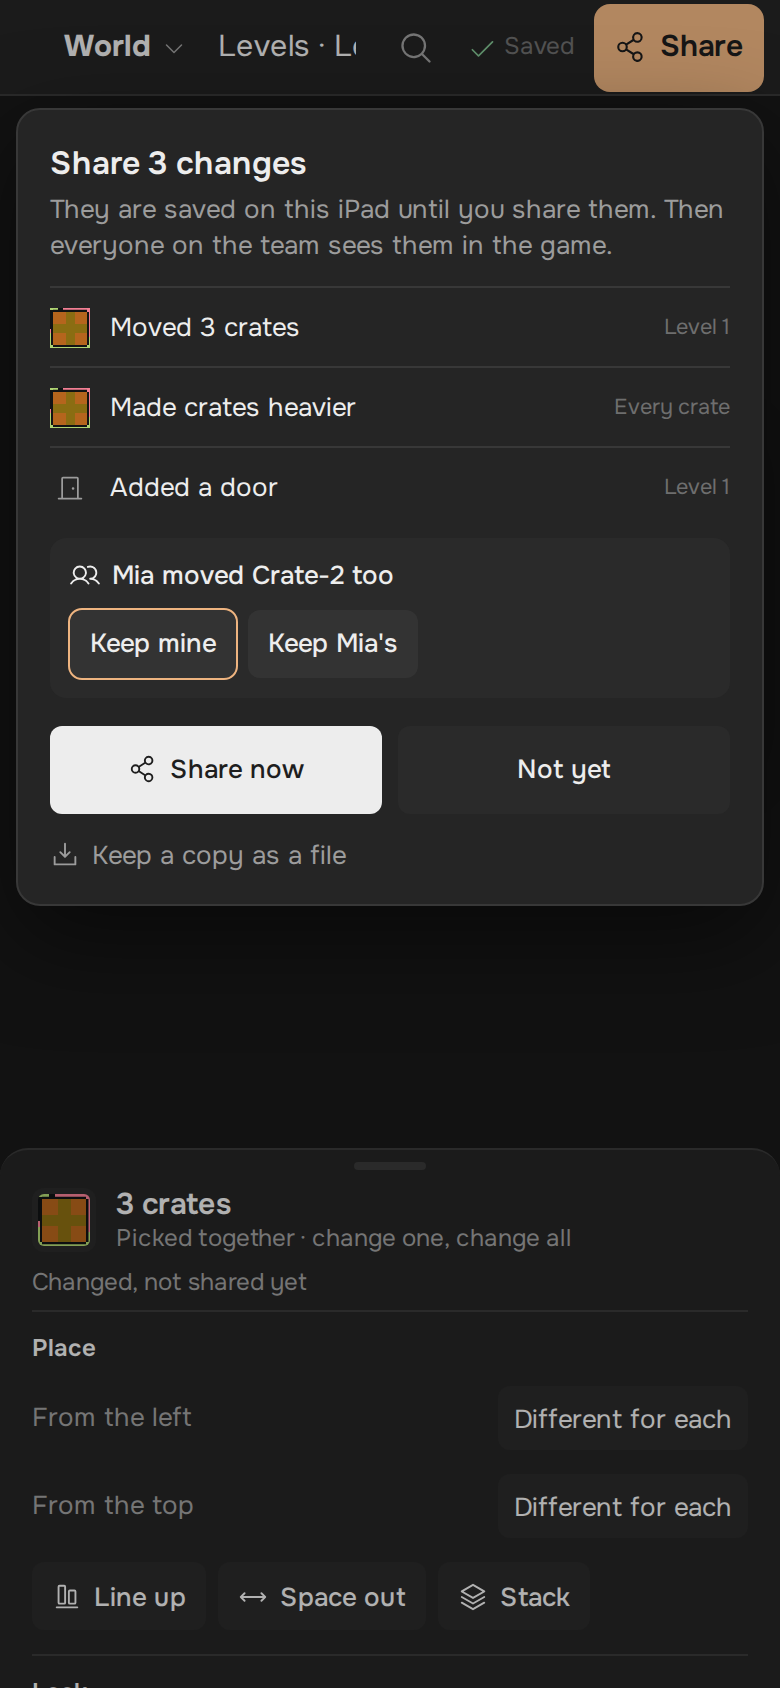 World
Levels · Le
Saved
Share
Share 3 changes
They are saved on this iPad until you share them. Then
everyone on the team sees them in the game.
Moved 3 crates
Level 1
Made crates heavier
Every crate
Added a door
Level 1
Mia moved Crate-2 too
Keep mine
Keep Mia's
Share now
Not yet
Keep a copy as a file
3 crates
Picked together · change one, change all
Changed, not shared yet
Place
From the left
Different for each
From the top
Different for each
Line up
Space out
Stack